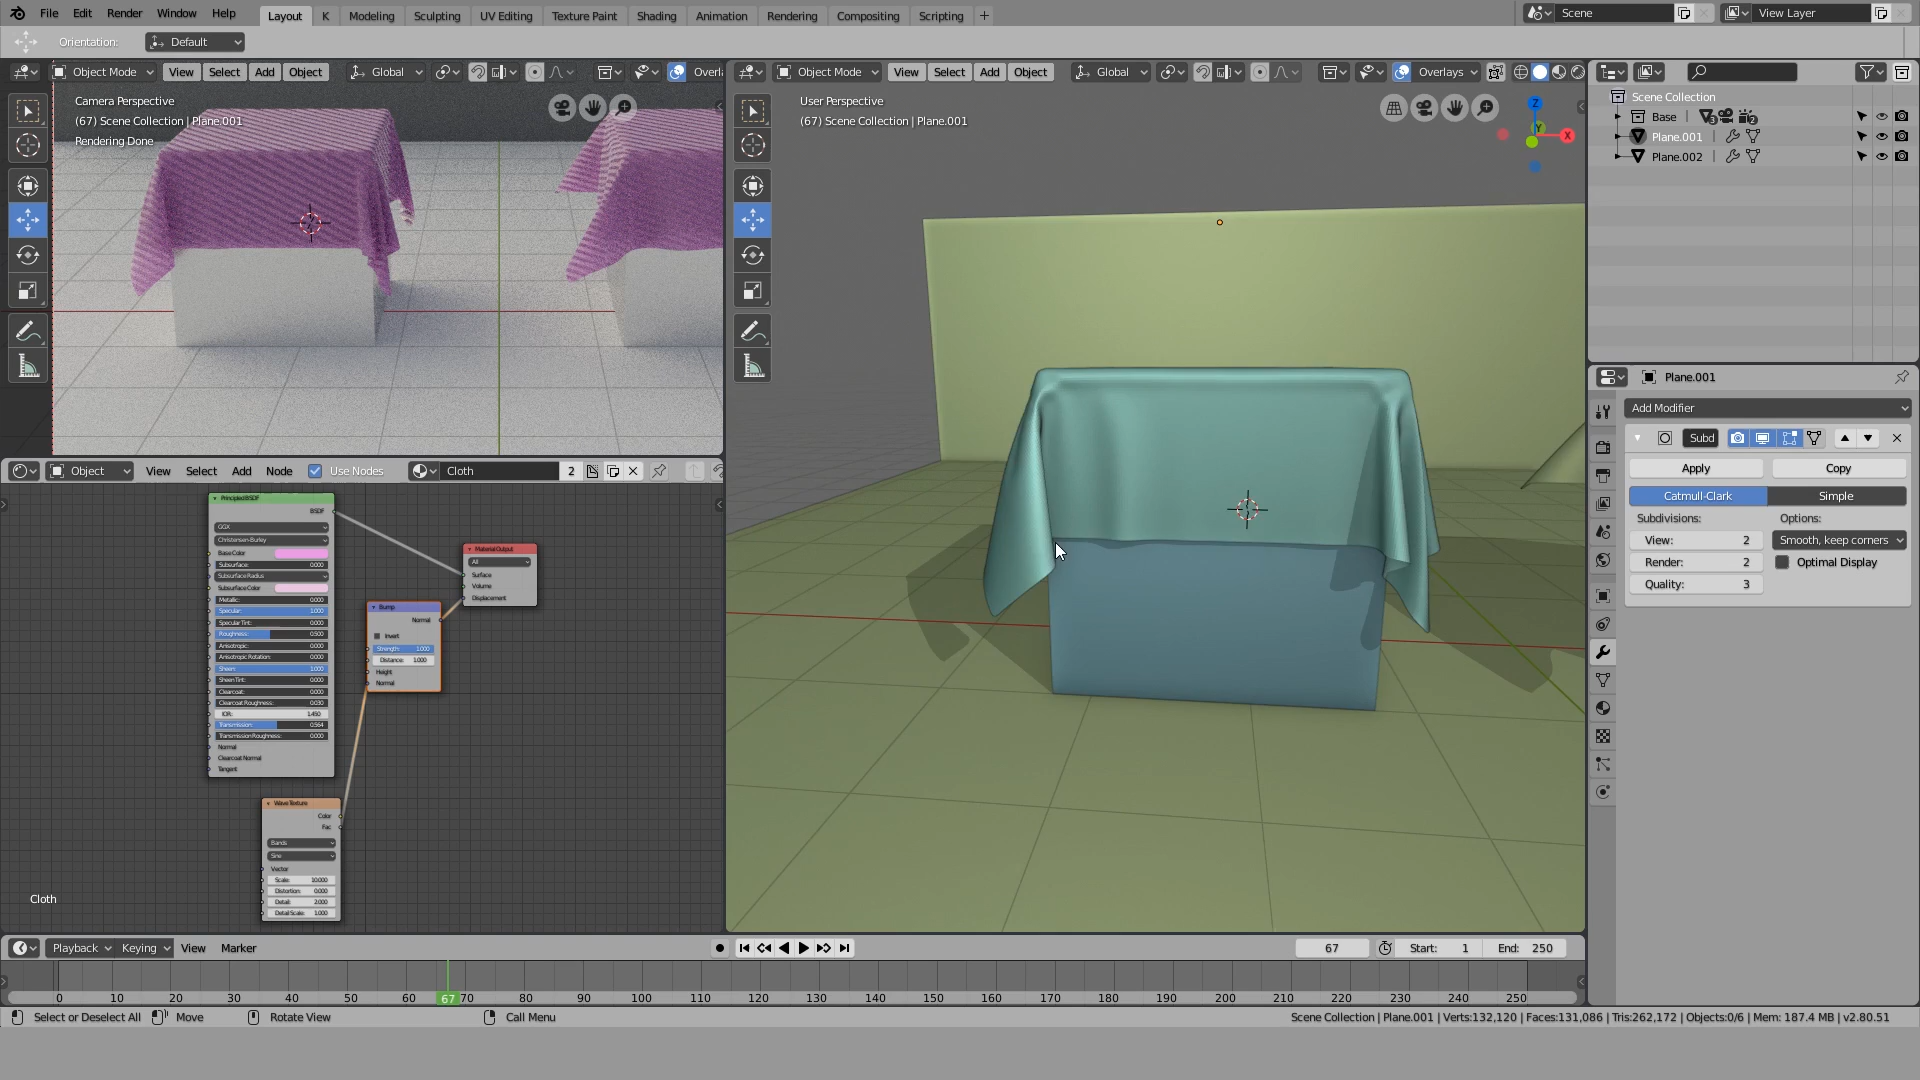 File Edit Render Window Help Layout K Modeling Sculpting UV Editing Texture Paint Shading Animation Rendering Compositing Scripting + Scene View Layer
Orientation: Default
Object Mode View Select Add Object Global Overl
Camera Perspective
(67) Scene Collection | Plane.001
Rendering Done
Object Mode View Select Add Object Global Overlays
User Perspective
(67) Scene Collection | Plane.001
Z
Y
X
Scene Collection
Base 3 2
Plane.001
Plane.002
Plane.001
Add Modifier
Subd
Apply Copy
Catmull-Clark Simple
Subdivisions: Options:
View: 2 Smooth, keep corners
Render: 2 Optimal Display
Quality: 3
Object View Select Add Node Use Nodes Cloth 2
Principled BSDF
BSDF
GGX
Christensen-Burley
Base Color
Subsurface: 0.000
Subsurface Radius
Subsurface Color
Metallic: 0.000
Specular: 1.000
Specular Tint: 0.000
Roughness: 0.500
Anisotropic: 0.000
Anisotropic Rotation: 0.000
Sheen: 1.000
Sheen Tint: 0.000
Clearcoat: 0.000
Clearcoat Roughness: 0.030
IOR: 1.450
Transmission: 0.564
Transmission Roughness: 0.000
Normal
Clearcoat Normal
Tangent
Material Output
All
Surface
Volume
Displacement
Bump
Normal
Invert
Strength: 1.000
Distance: 1.000
Height
Normal
Wave Texture
Color
Fac
Bands
Sine
Vector
Scale: 10.000
Distortion: 0.000
Detail: 2.000
Detail Scale: 1.000
Cloth
Playback Keying View Marker 67 Start: 1 End: 250
0 10 20 30 40 50 60 67 70 80 90 100 110 120 130 140 150 160 170 180 190 200 210 220 230 240 250
Select or Deselect All Move Rotate View Call Menu Scene Collection | Plane.001 | Verts:132,120 | Faces:131,086 | Tris:262,172 | Objects:0/6 | Mem: 187.4 MB | v2.80.51